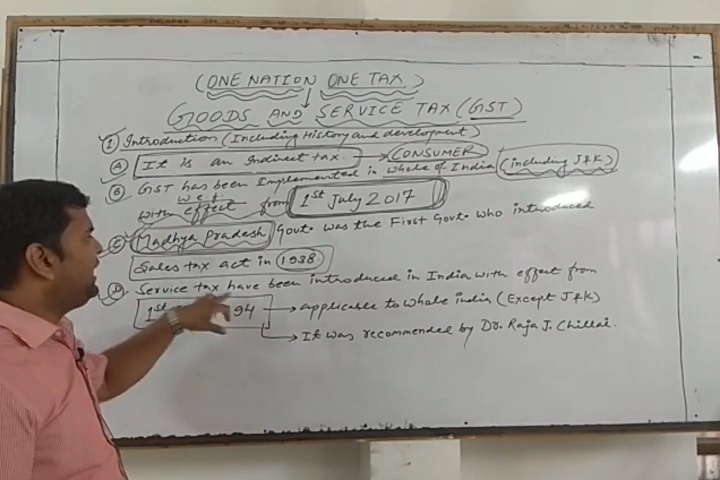 (ONE NATION ONE TAX)
GOODS AND SERVICE TAX (GST)
① Introduction (Including History and development)
Ⓐ It is an Indirect tax. → CONSUMER
Ⓑ GST has been Implemented in whole of India (including J&K)
w e f
with effect from 1st July 2017
Ⓒ Madhya Pradesh Govt. was the First Govt. who introduced
Sales tax act in 1938
Ⓓ Service tax have been introduced in India with effect from
1st 94 → applicable to whole india (Except J&K)
→ It was recommended by Dr. Raja J. Chillai.